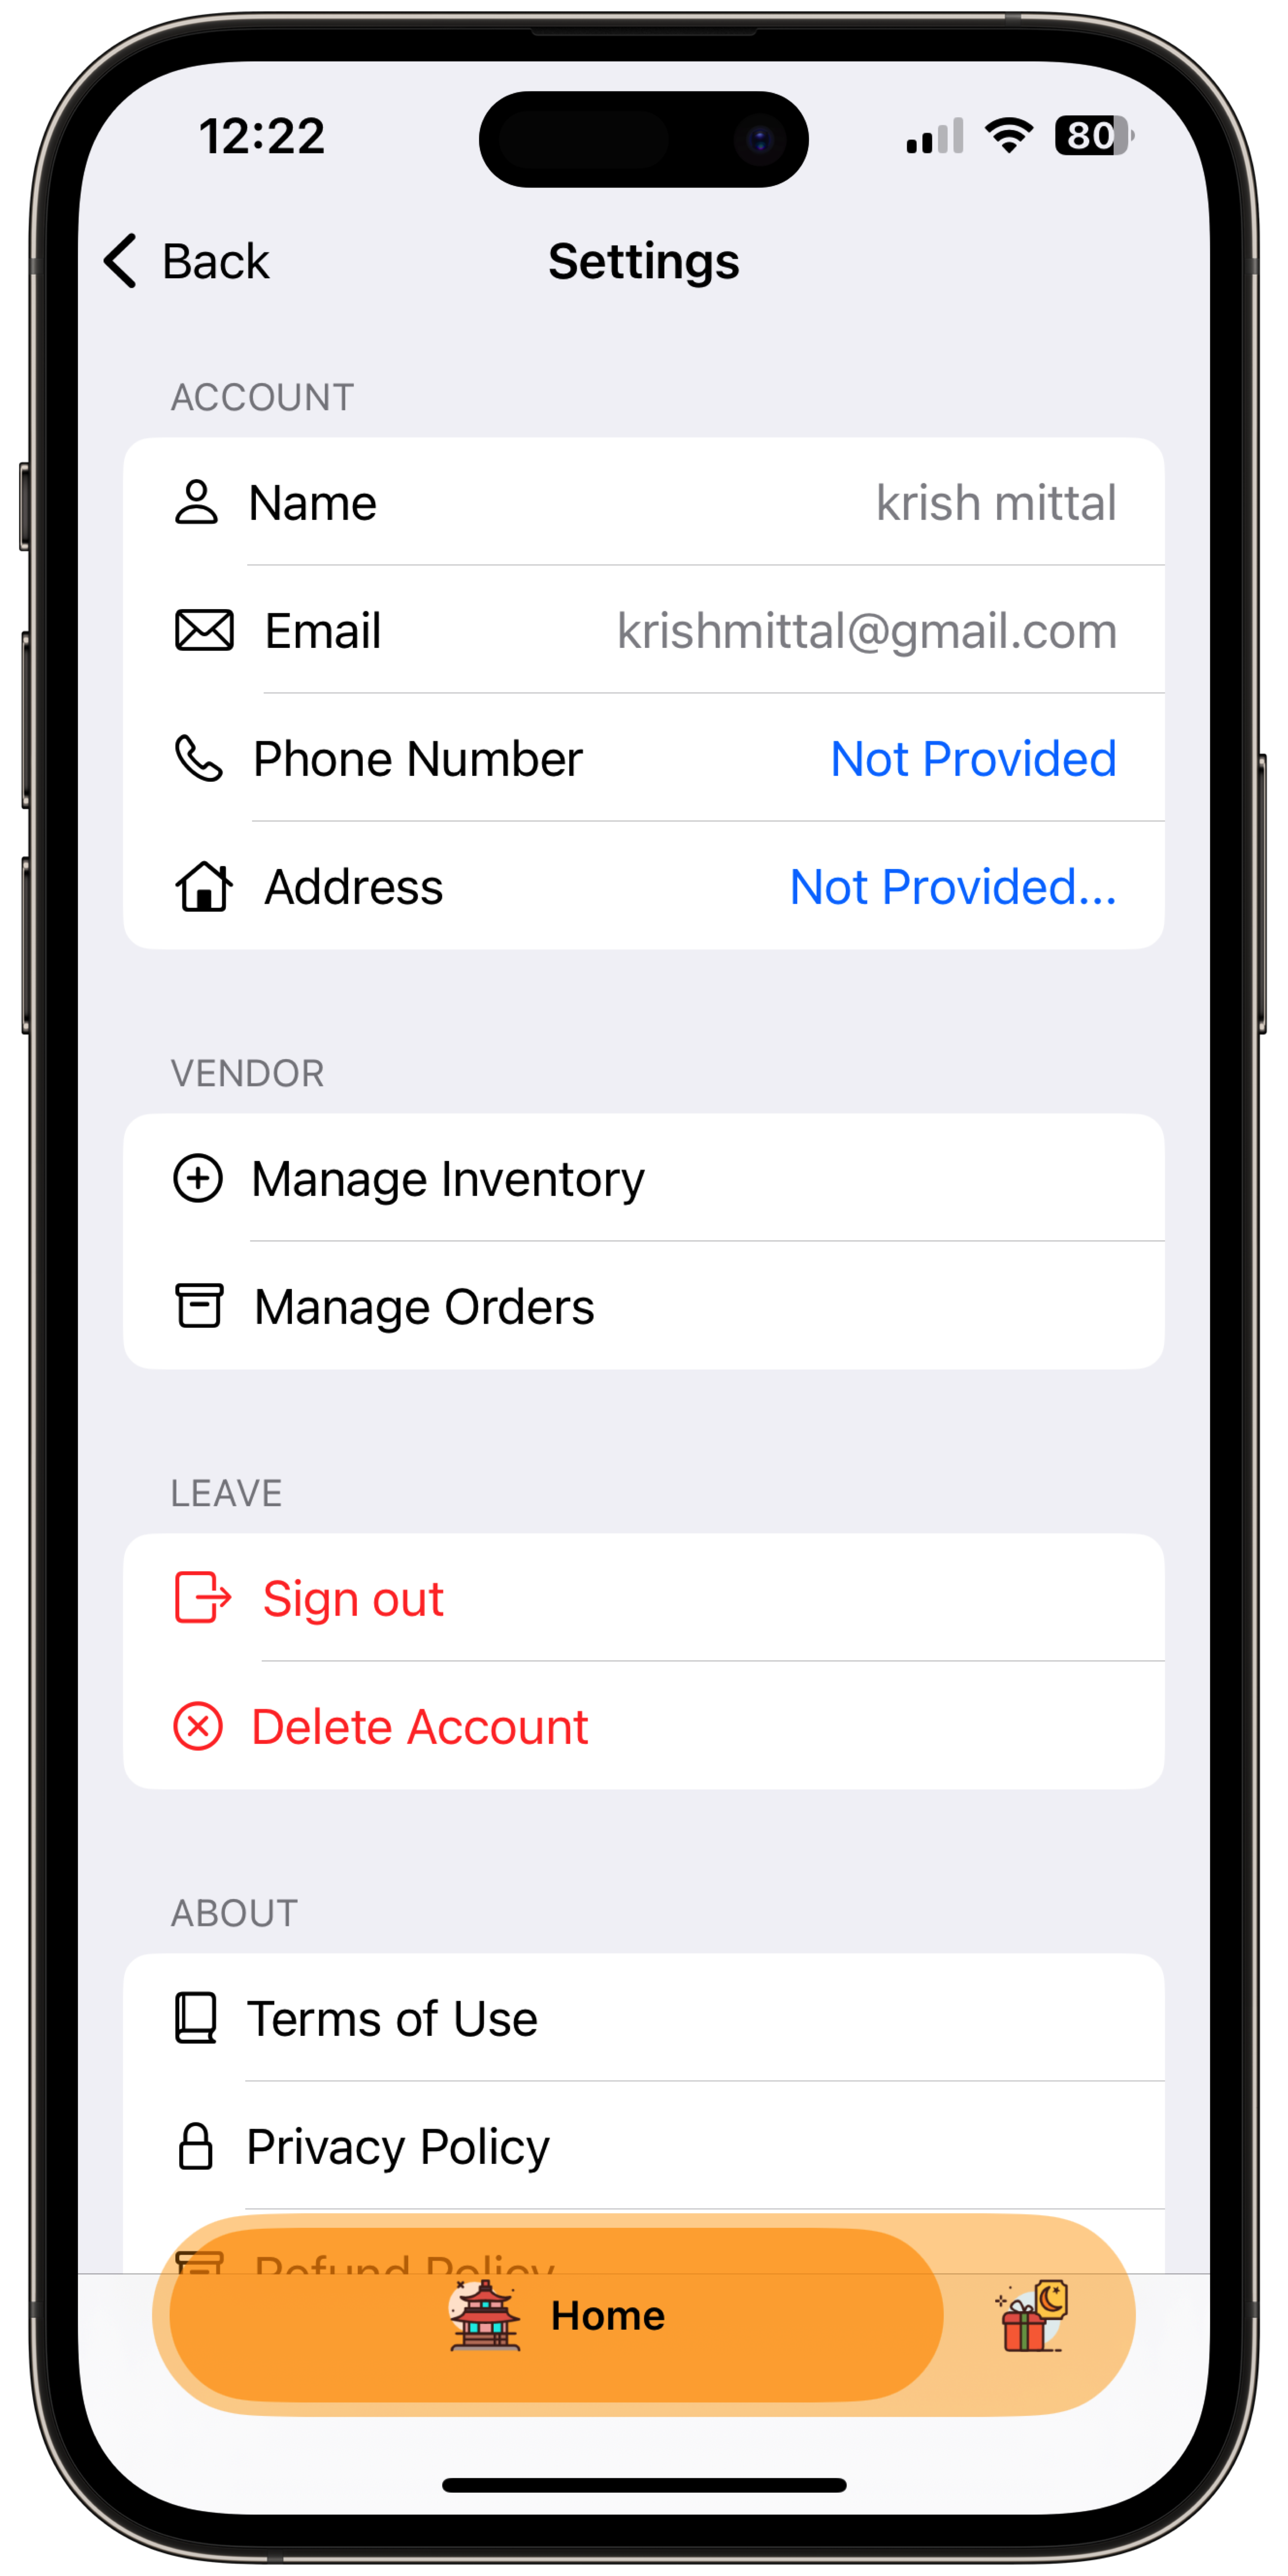 12:22
80
Back
Settings
ACCOUNT
Name krish mittal
Email krishmittal@gmail.com
Phone Number Not Provided
Address Not Provided...
VENDOR
Manage Inventory
Manage Orders
LEAVE
Sign out
Delete Account
ABOUT
Terms of Use
Privacy Policy
Refund Policy
Home